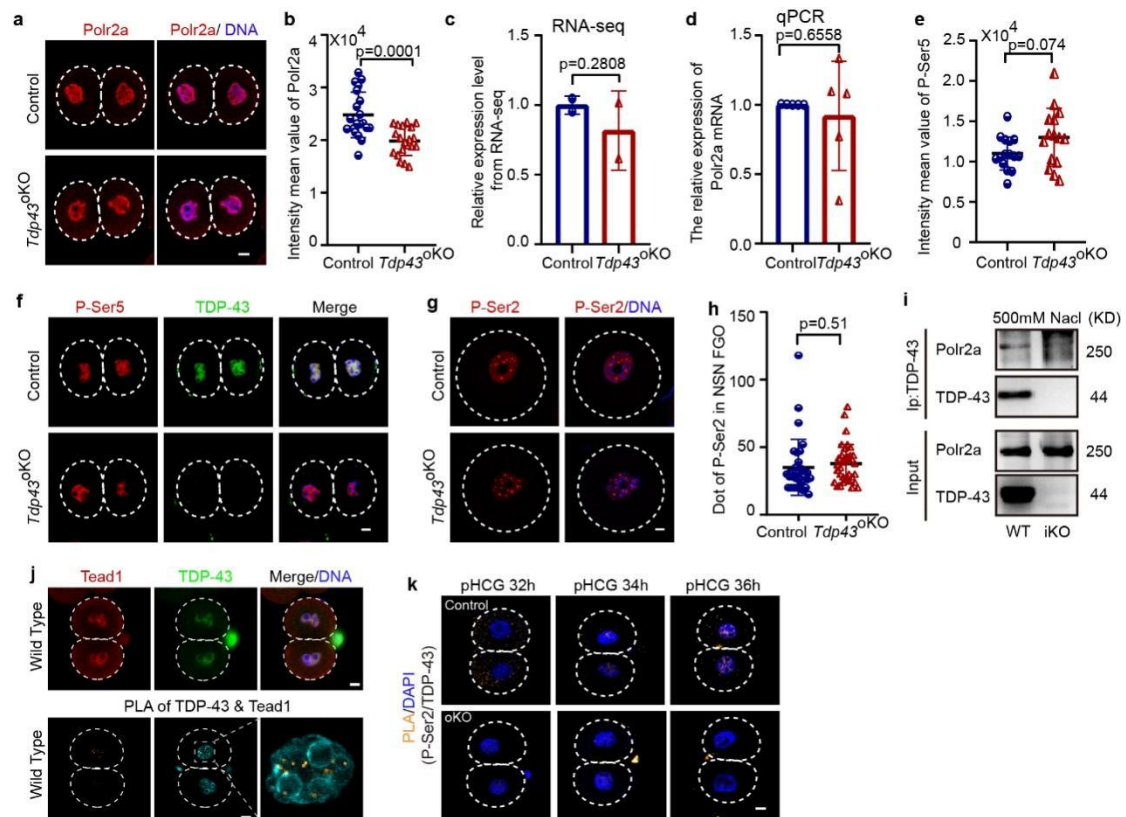 a
Polr2a
Polr2a/ DNA
Control
Tdp43oKO
b
X10⁴
p=0.0001
Intensity mean value of Polr2a
4
3
2
1
0
Control Tdp43oKO
c
RNA-seq
p=0.2808
Relative expression level
from RNA-seq
1.5
1.0
0.5
0.0
Control Tdp43oKO
d
qPCR
p=0.6558
The relative expression of
Polr2a mRNA
1.5
1.0
0.5
0.0
ControlTdp43oKO
e
X10⁴
p=0.074
Intensity mean value of P-Ser5
2.5
2.0
1.5
1.0
0.5
0
Control Tdp43oKO
f
P-Ser5
TDP-43
Merge
Control
Tdp43oKO
g
P-Ser2
P-Ser2/DNA
Control
Tdp43oKO
h
p=0.51
Dot of P-Ser2 in NSN FGO
150
100
50
0
Control Tdp43oKO
i
500mM Nacl (KD)
Ip:TDP-43
Polr2a
250
TDP-43
44
Input
Polr2a
250
TDP-43
44
WT
iKO
j
Tead1
TDP-43
Merge/DNA
Wild Type
PLA of TDP-43 & Tead1
Wild Type
k
pHCG 32h
pHCG 34h
pHCG 36h
Control
oKO
PLA/DAPI
(P-Ser2/TDP-43)